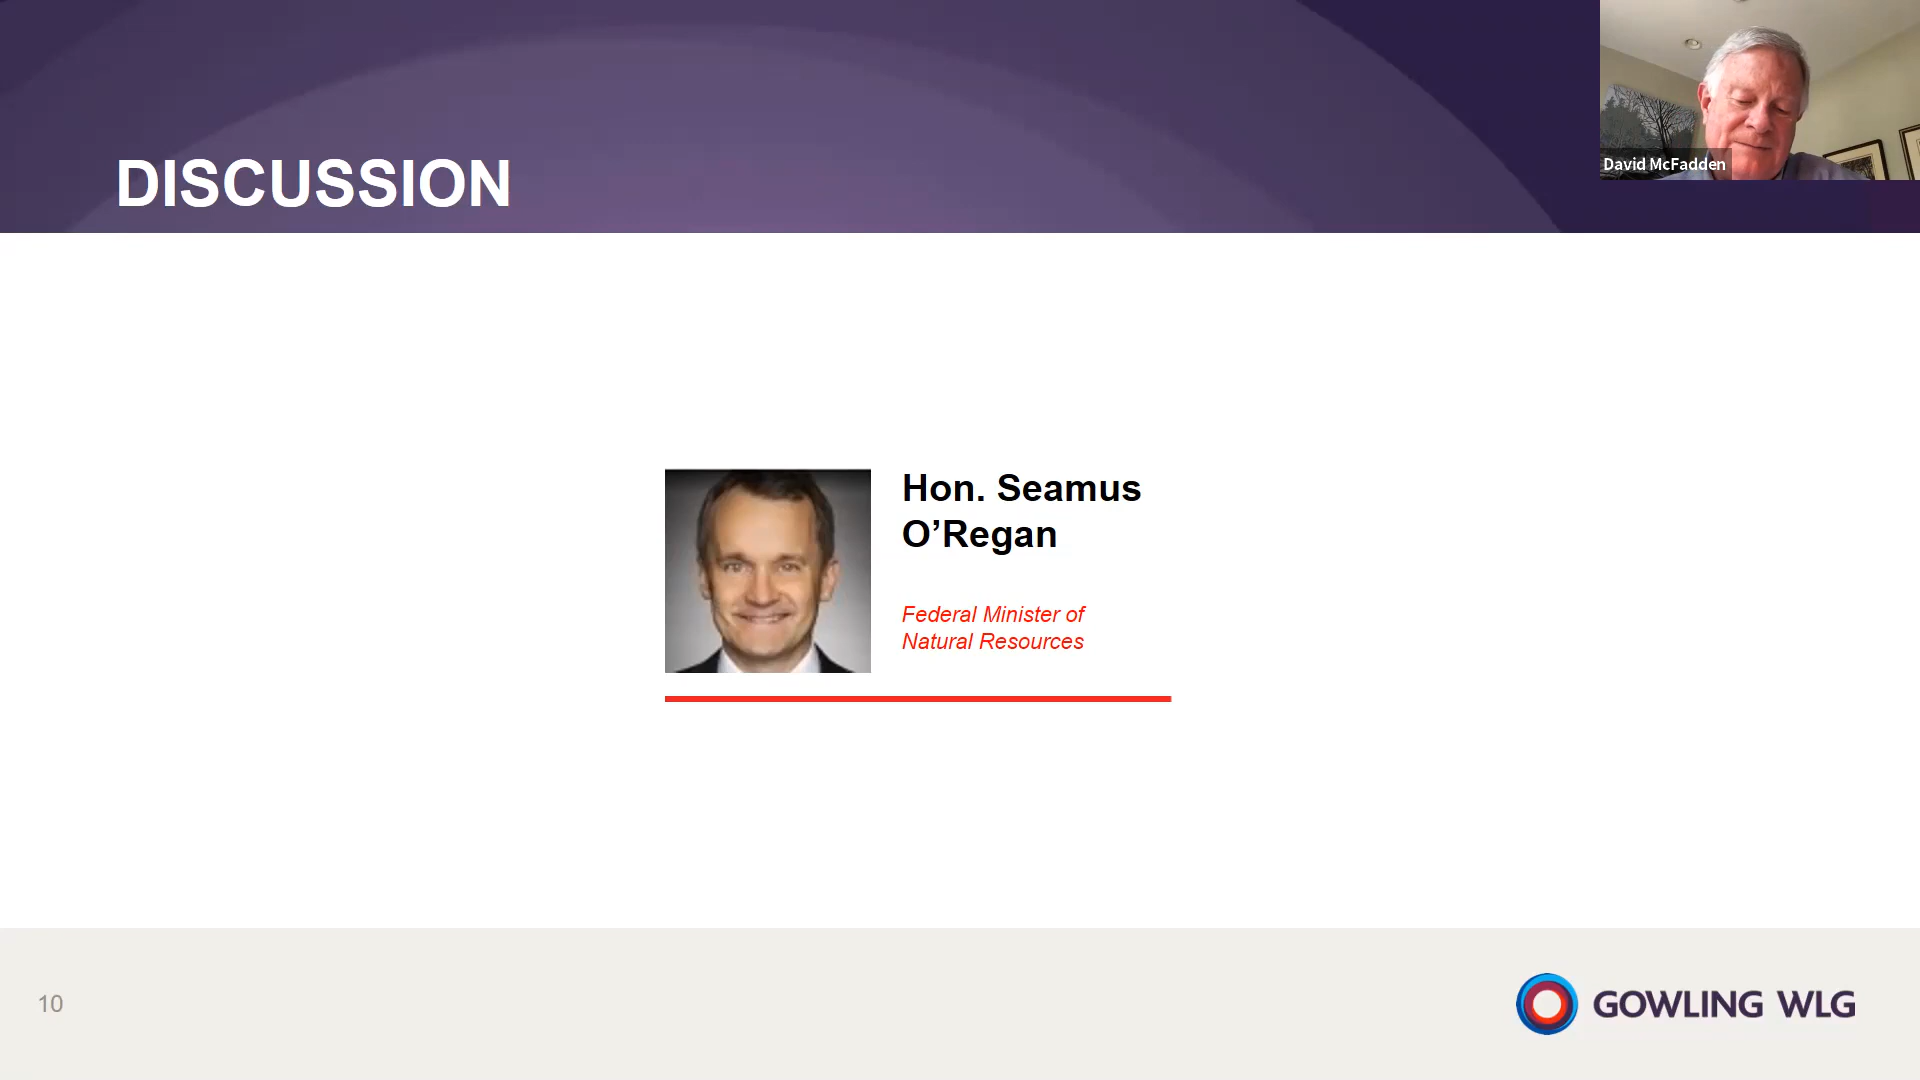 DISCUSSION
David McFadden
Hon. Seamus
O’Regan
Federal Minister of
Natural Resources
10
GOWLING WLG